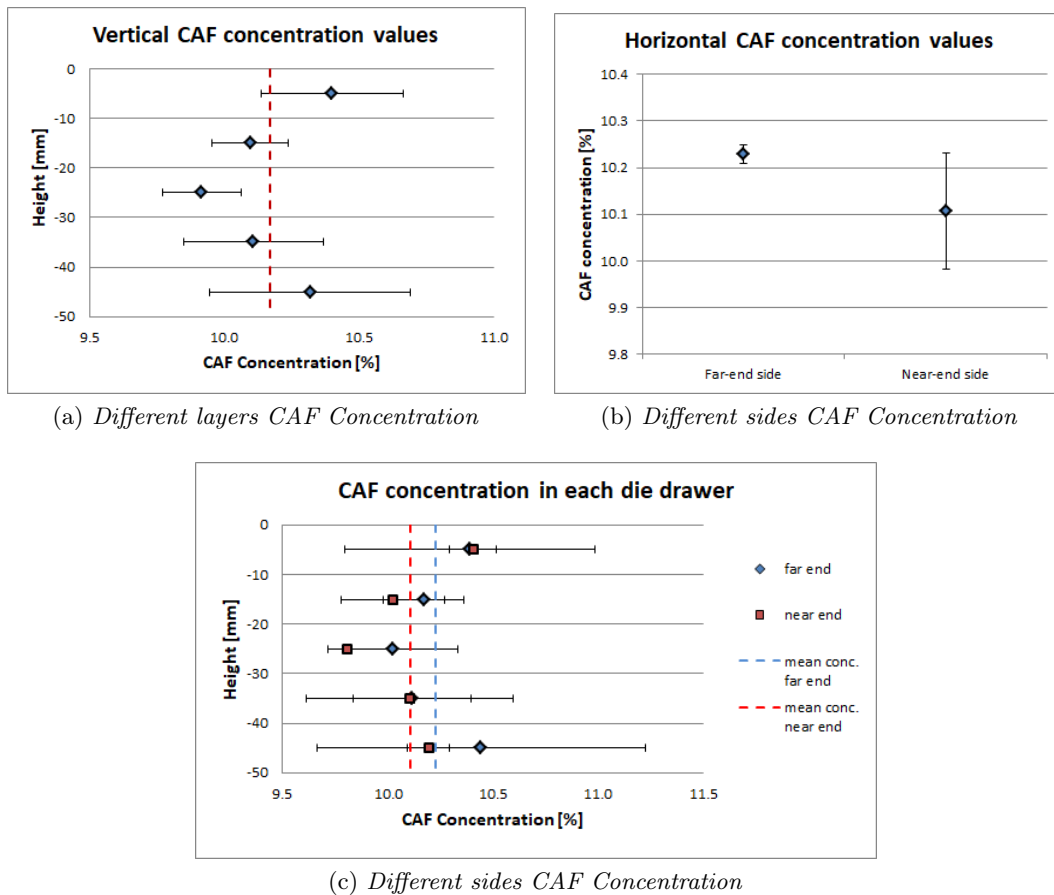 Vertical CAF concentration values
0
-10
-20
-30
-40
-50
Height [mm]
9.5 10.0 10.5 11.0
CAF Concentration [%]
(a) Different layers CAF Concentration
Horizontal CAF concentration values
10.4
10.3
10.2
10.1
10.0
9.9
9.8
CAF concentration [%]
Far-end side Near-end side
(b) Different sides CAF Concentration
CAF concentration in each die drawer
0
-10
-20
-30
-40
-50
Height [mm]
9.5 10.0 10.5 11.0 11.5
CAF Concentration [%]
far end
near end
mean conc.
far end
mean conc.
near end
(c) Different sides CAF Concentration